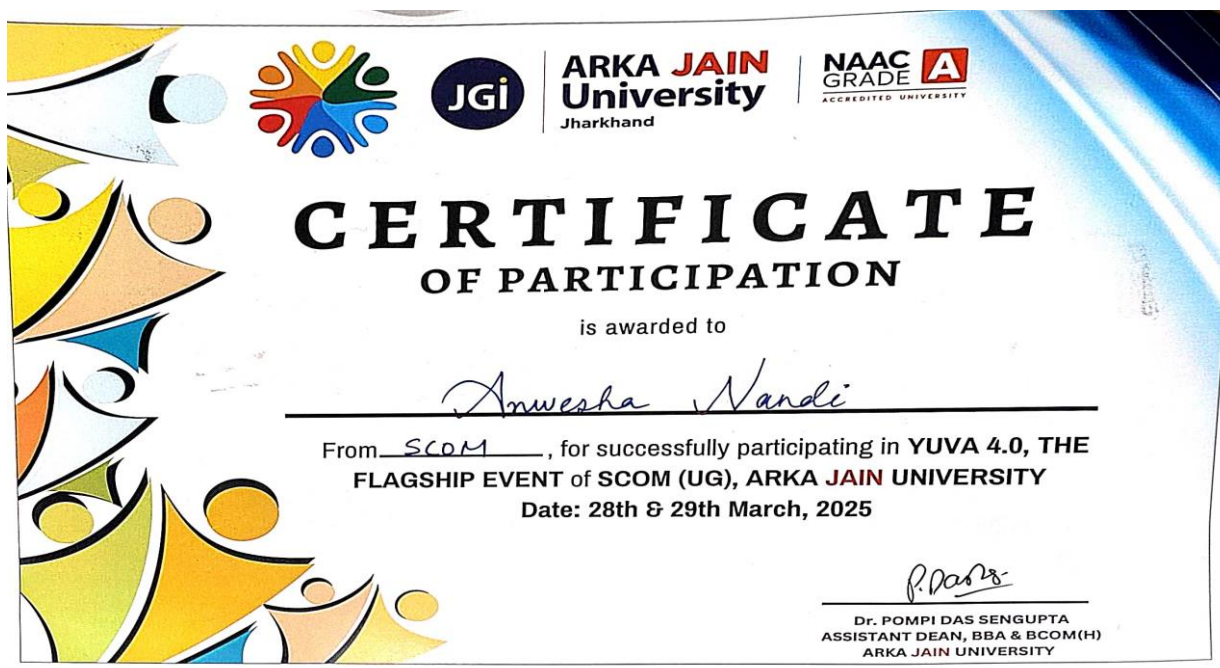 JGi
ARKA JAIN
University
Jharkhand
NAAC
GRADE A
ACCREDITED UNIVERSITY
CERTIFICATE
OF PARTICIPATION
is awarded to
Anwesha Nandi
From SCOM, for successfully participating in YUVA 4.0, THE
FLAGSHIP EVENT of SCOM (UG), ARKA JAIN UNIVERSITY
Date: 28th & 29th March, 2025
Dr. POMPI DAS SENGUPTA
ASSISTANT DEAN, BBA & BCOM(H)
ARKA JAIN UNIVERSITY